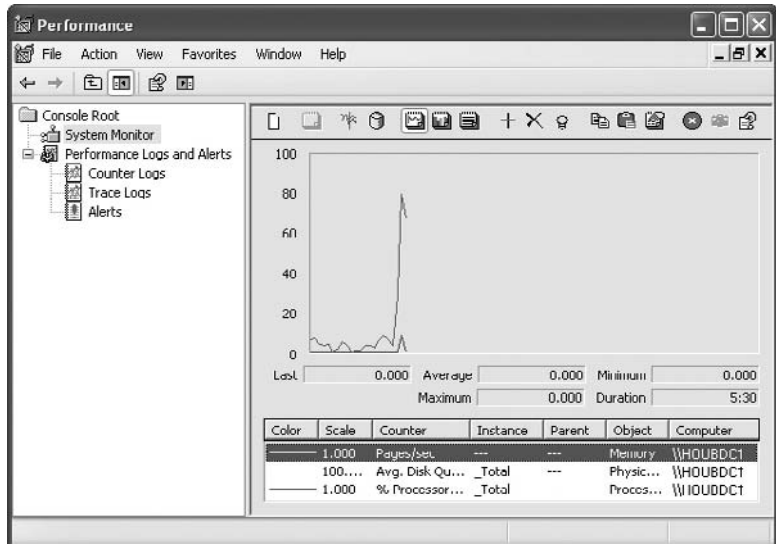 Performance
File Action View Favorites Window Help
Console Root
System Monitor
Performance Logs and Alerts
Counter Logs
Trace Logs
Alerts
100
80
60
40
20
0
Last 0.000 Average 0.000 Minimum 0.000
Maximum 0.000 Duration 5:30
Color Scale Counter Instance Parent Object Computer
1.000 Pages/sec --- --- Memory \\HOUBDC1
100.... Avg. Disk Qu... _Total --- Physic... \\HOUBDC1
1.000 % Processor... _Total Proces... \\HOUBDC1